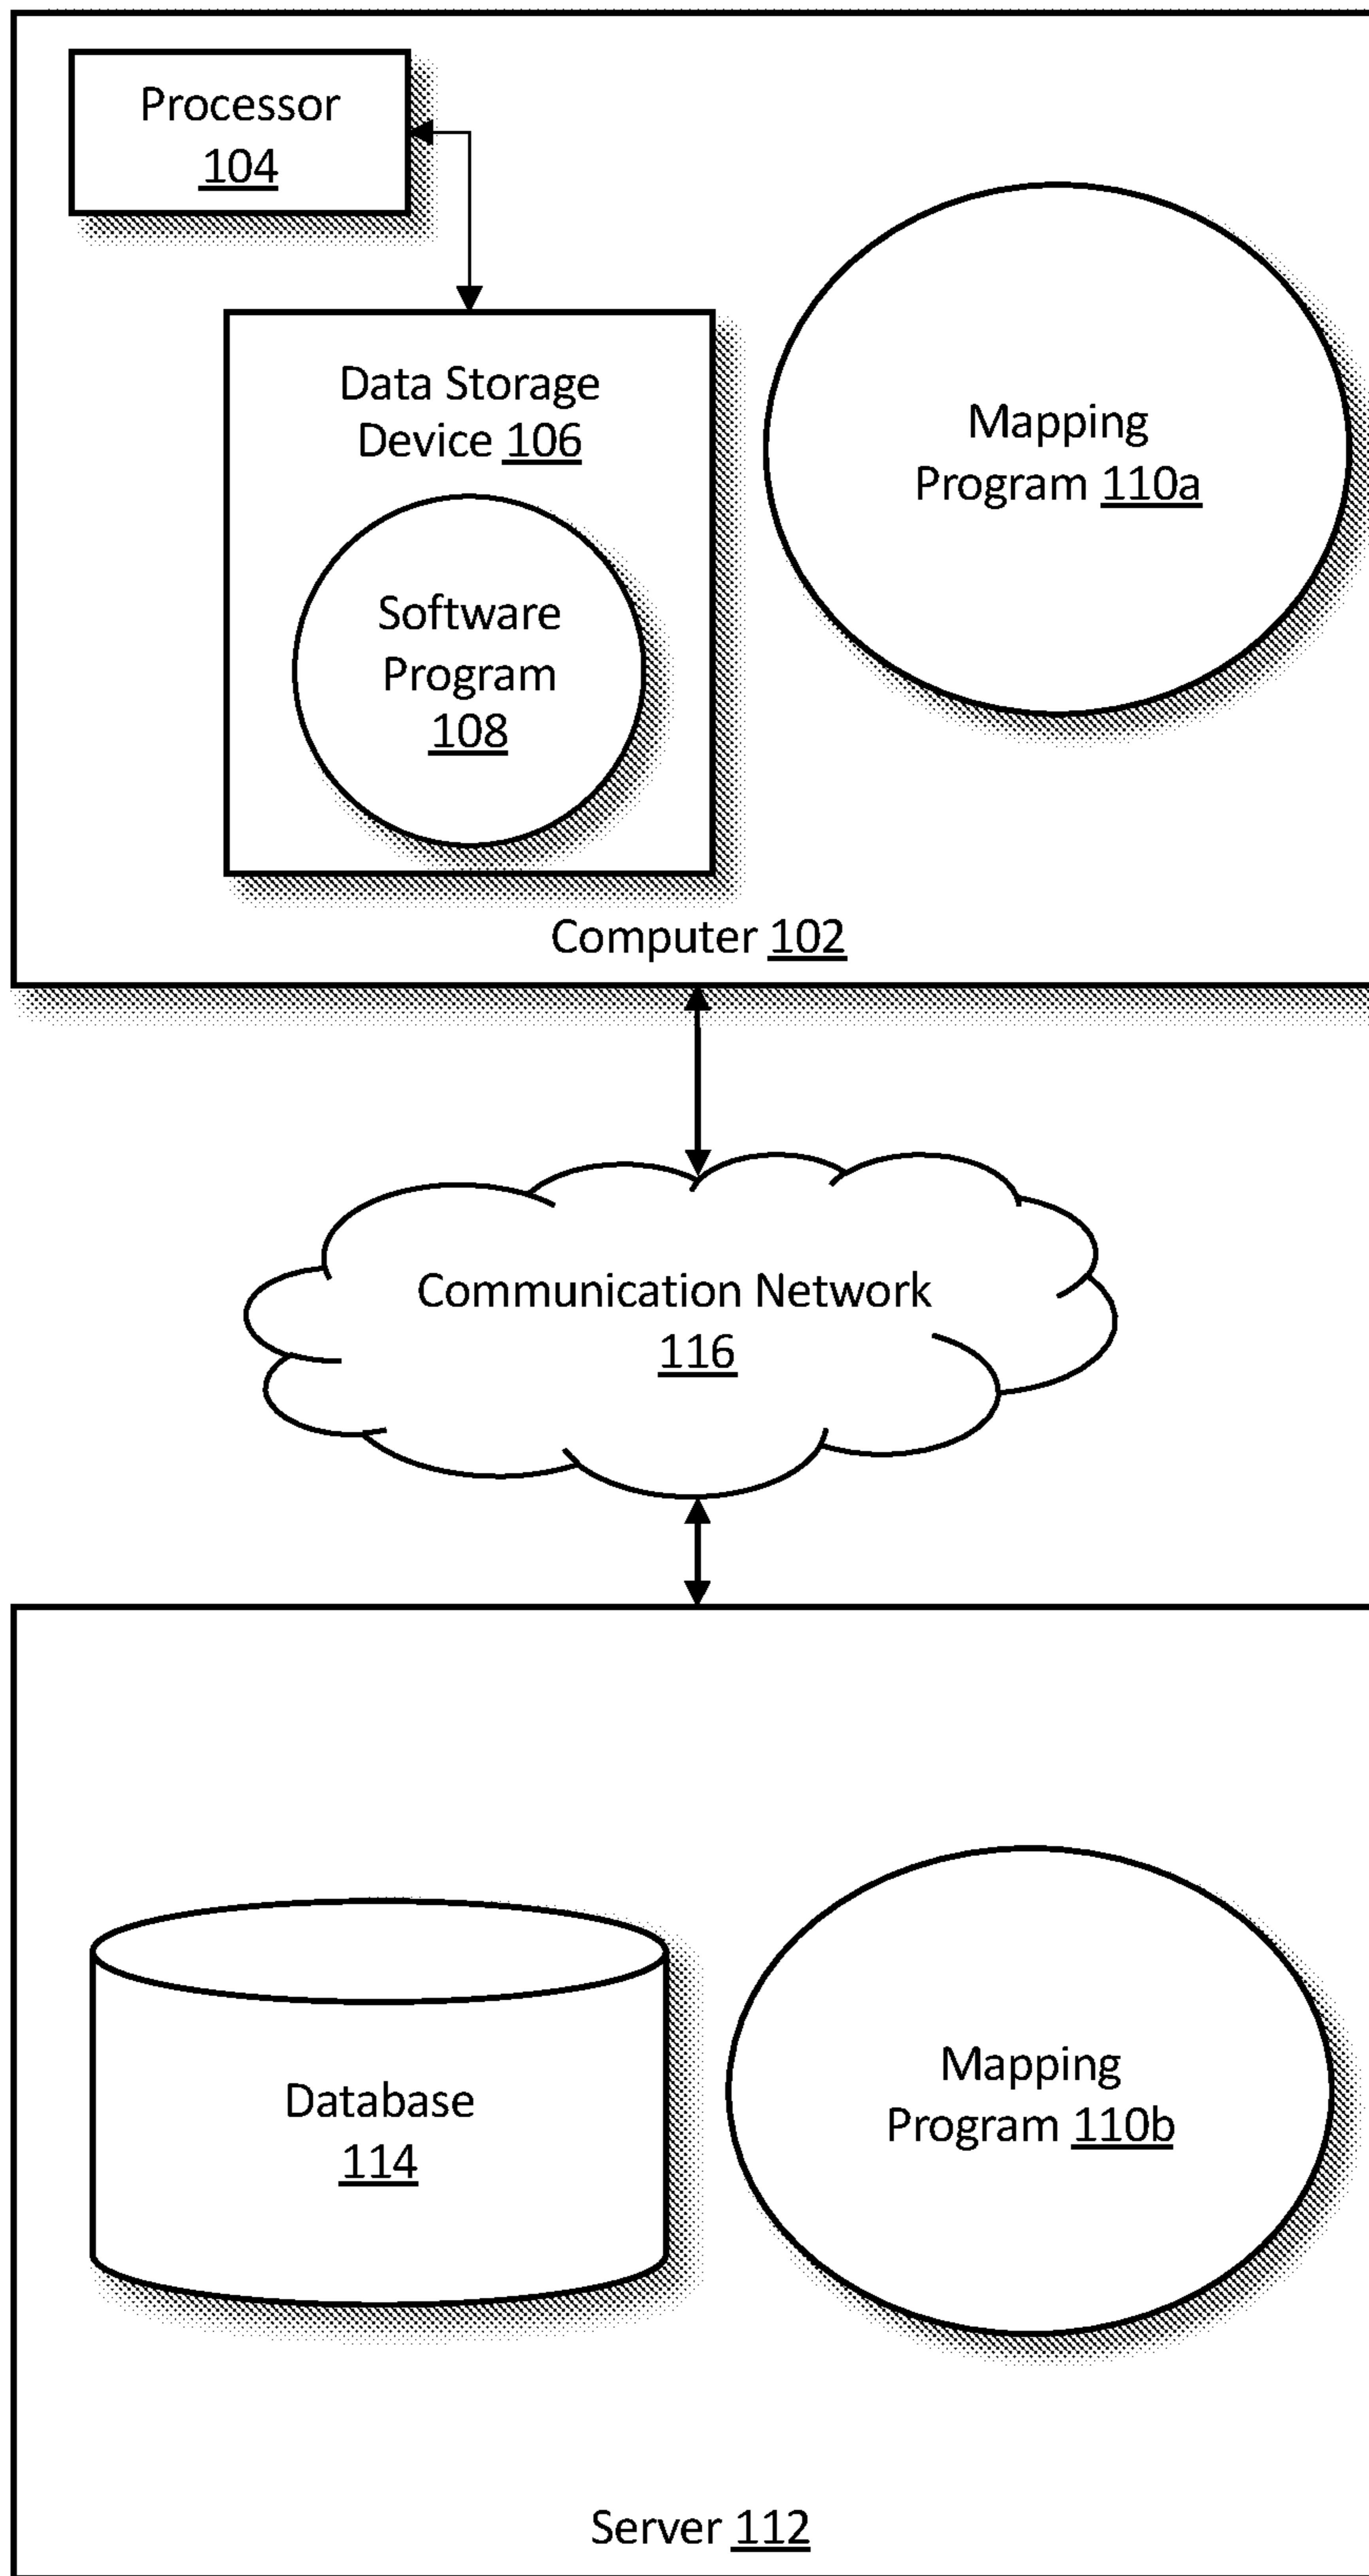 Processor
104
Data Storage
Device 106
Software
Program
108
Mapping
Program 110a
Computer 102
Communication Network
116
Database
114
Mapping
Program 110b
Server 112